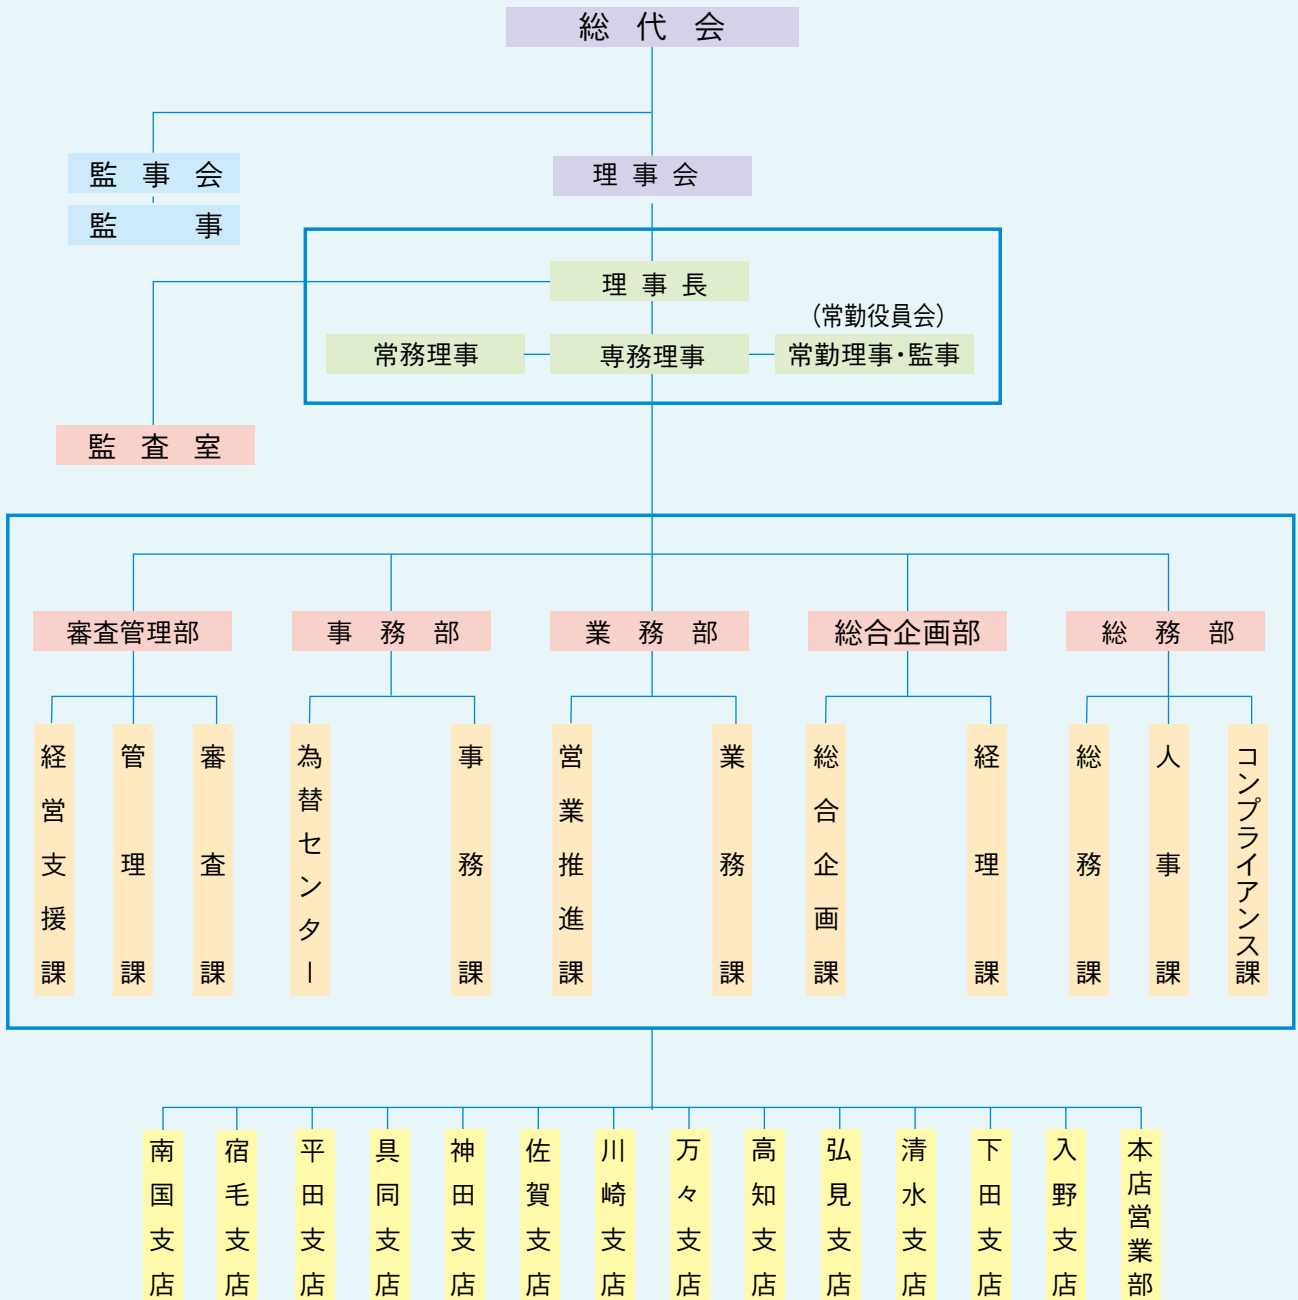 総代会
監事会
理事会
監事
理事長
（常勤役員会）
常務理事
専務理事
常勤理事・監事
監査室
審査管理部
事務部
業務部
総合企画部
総務部
経営支援課
管理課
審査課
為替センター
事務課
営業推進課
業務課
総合企画課
経理課
総務課
人事課
コンプライアンス課
南国支店
宿毛支店
平田支店
具同支店
神田支店
佐賀支店
川崎支店
万々支店
高知支店
弘見支店
清水支店
下田支店
入野支店
本店営業部